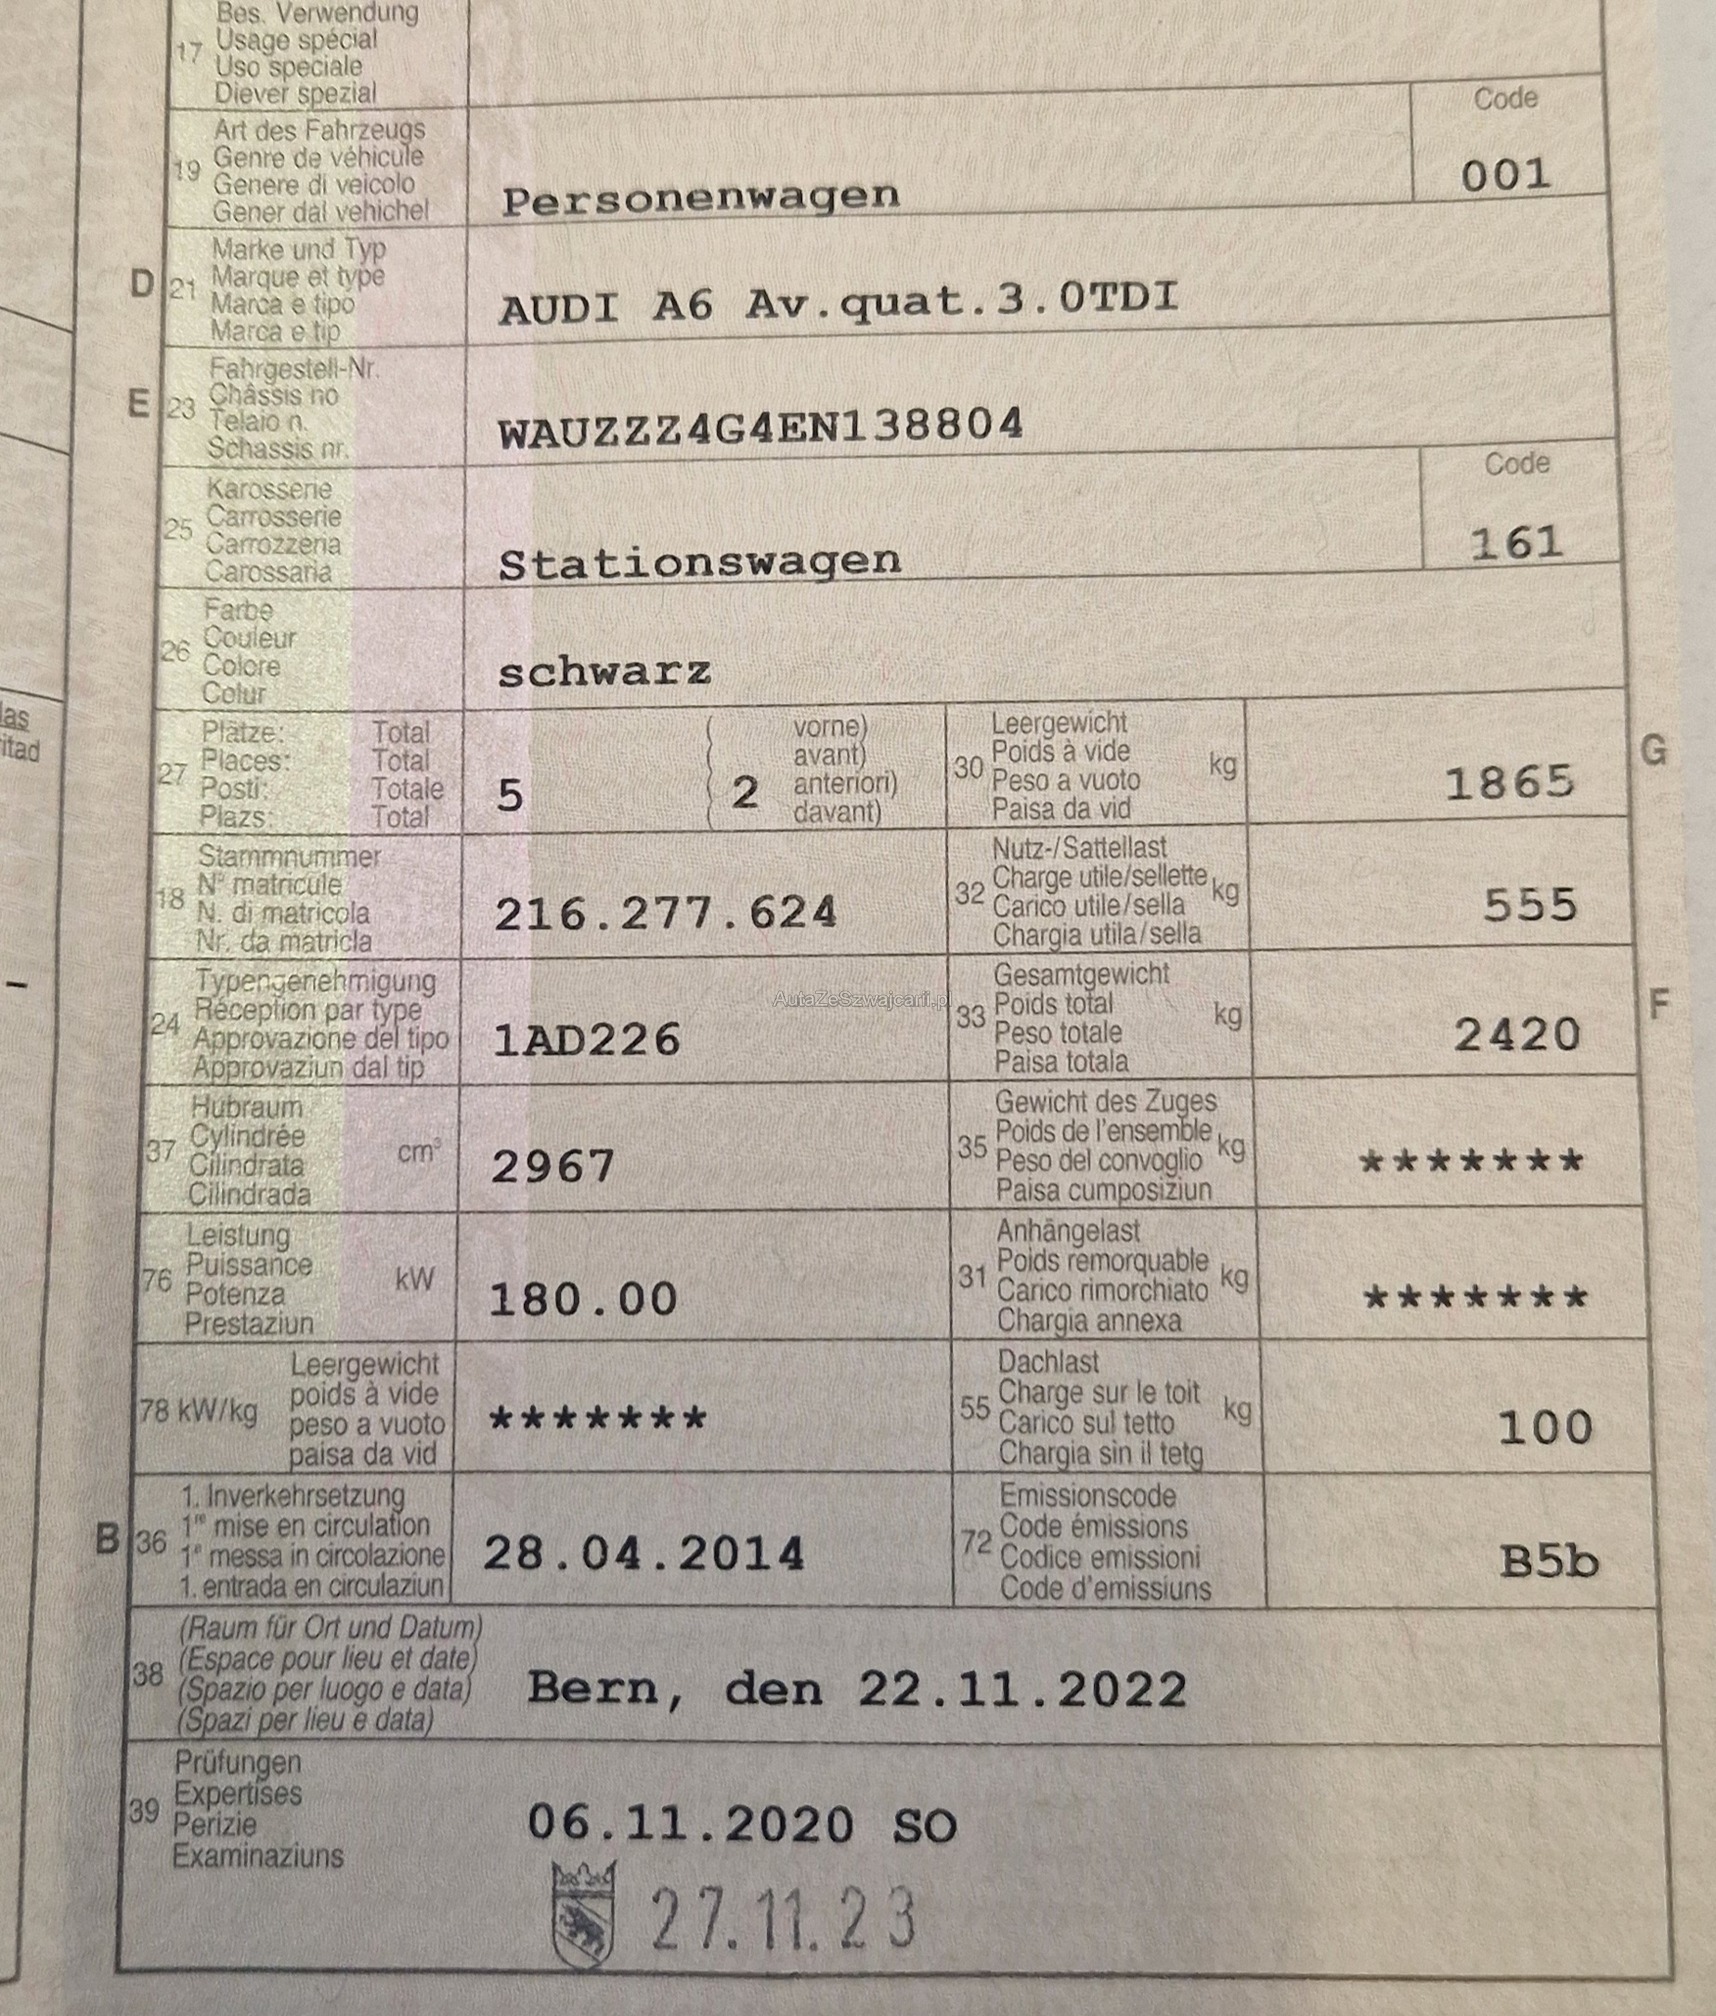 Bes. Verwendung
17 Usage spécial
Uso speciale
Diever spezial
Art des Fahrzeugs Code
19 Genre de véhicule
Genere di veicolo
Gener dal vehichel Personenwagen 001
Marke und Typ
D 21 Marque et type
Marca e tipo
Marca e tip AUDI A6 Av.quat.3.0TDI
Fahrgestell-Nr.
E 23 Châssis no
Telaio n.
Schassis nr. WAUZZZ4G4EN138804
Karosserie Code
25 Carrosserie
Carrozzeria
Carossaria Stationswagen 161
Farbe
26 Couleur
Colore
Colur schwarz
las
itad
Plätze: Total vorne) Leergewicht
27 Places: Total avant) 30 Poids à vide kg G
Posti: Totale 5 ( 2 anteriori) Peso a vuoto 1865
Plazs: Total davant) Paisa da vid
Stammnummer Nutz-/Sattellast
18 N° matricule 32 Charge utile/sellette kg
N. di matricola 216.277.624 Carico utile/sella 555
Nr. da matricla Chargia utila/sella
Typengenehmigung Gesamtgewicht
24 Réception par type 33 Poids total kg F
Approvazione del tipo 1AD226 Peso totale 2420
Approvaziun dal tip Paisa totala
AutaZeSzwajcarii.pl
Hubraum Gewicht des Zuges
37 Cylindrée cm³ 35 Poids de l'ensemble kg
Cilindrata 2967 Peso del convoglio *******
Cilindrada Paisa cumposiziun
Leistung Anhängelast
76 Puissance kW 31 Poids remorquable kg
Potenza 180.00 Carico rimorchiato *******
Prestaziun Chargia annexa
Leergewicht Dachlast
78 kW/kg poids à vide 55 Charge sur le toit kg
peso a vuoto ******* Carico sul tetto 100
paisa da vid Chargia sin il tetg
1. Inverkehrsetzung Emissionscode
B 36 1re mise en circulation 72 Code émissions
1a messa in circolazione 28.04.2014 Codice emissioni B5b
1. entrada en circulaziun Code d'emissiuns
(Raum für Ort und Datum)
38 (Espace pour lieu et date)
(Spazio per luogo e data) Bern, den 22.11.2022
(Spazi per lieu e data)
Prüfungen
39 Expertises
Perizie 06.11.2020 SO
Examinaziuns
27.11.23